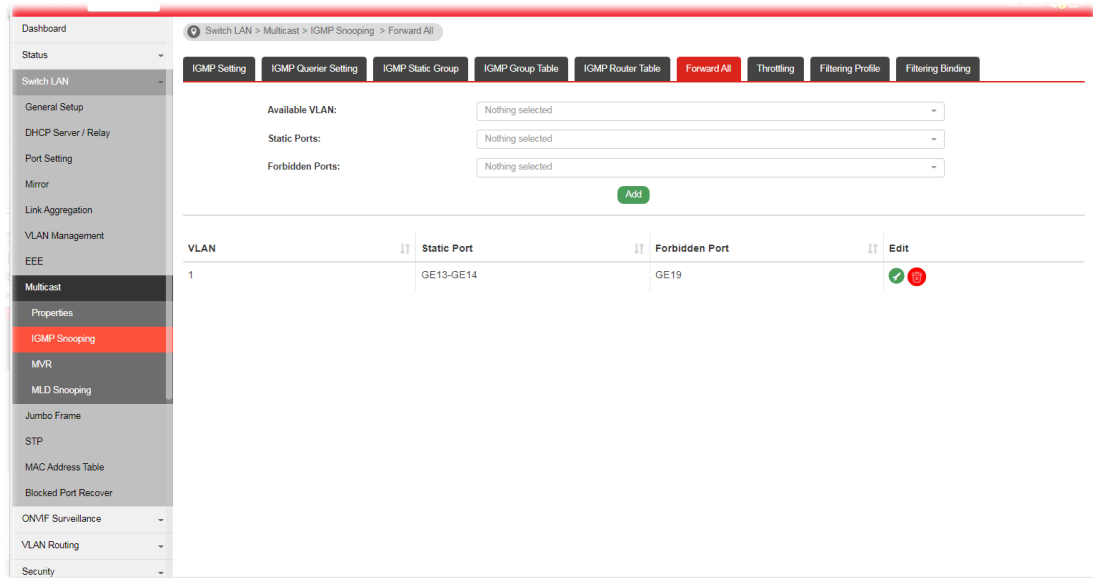 Dashboard
Switch LAN > Multicast > IGMP Snooping > Forward All
Status
Switch LAN
IGMP Setting IGMP Querier Setting IGMP Static Group IGMP Group Table IGMP Router Table Forward All Throttling Filtering Profile Filtering Binding
General Setup
Available VLAN: Nothing selected
DHCP Server / Relay
Static Ports: Nothing selected
Port Setting
Forbidden Ports: Nothing selected
Mirror
Add
Link Aggregation
VLAN Management
VLAN Static Port Forbidden Port Edit
EEE
1 GE13-GE14 GE19
Multicast
Properties
IGMP Snooping
MVR
MLD Snooping
Jumbo Frame
STP
MAC Address Table
Blocked Port Recover
ONVIF Surveillance
VLAN Routing
Security